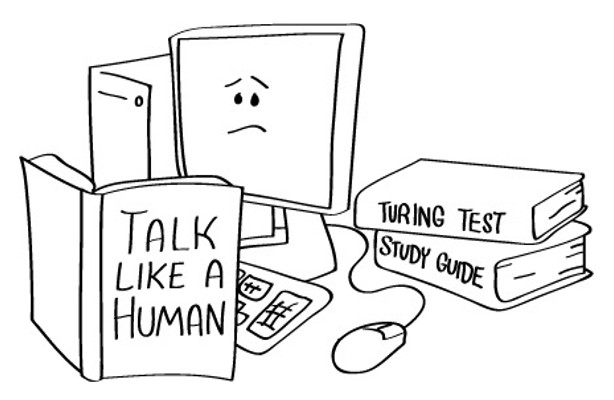 TALK
LIKE A
HUMAN
TURING TEST
STUDY GUIDE